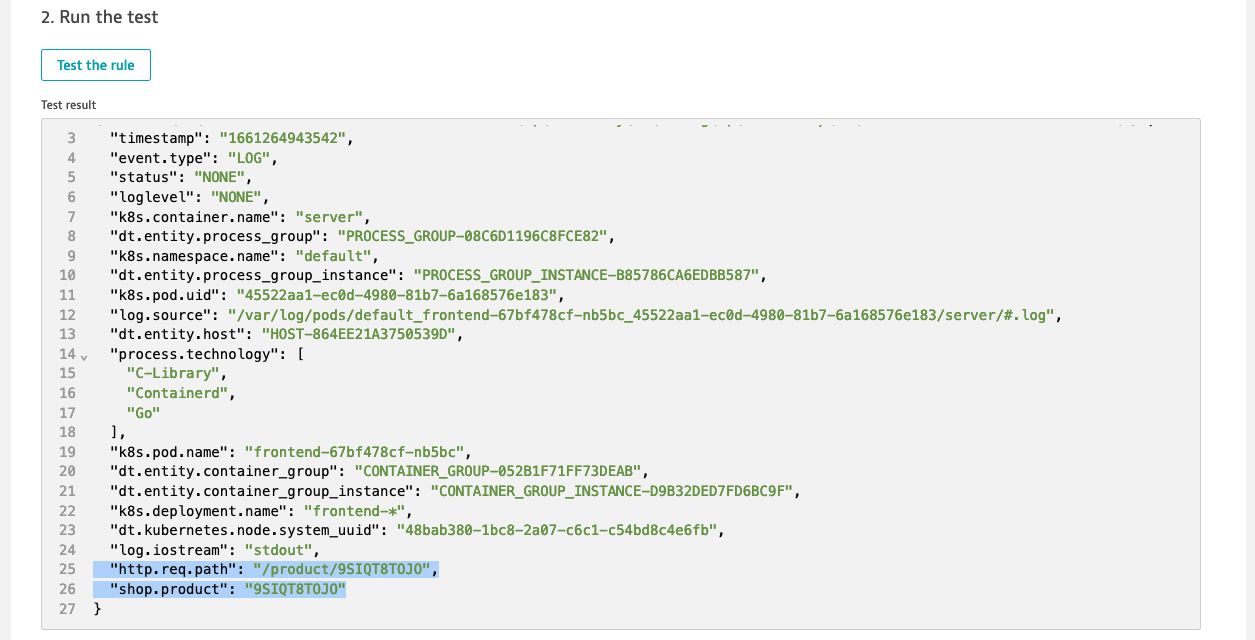 2. Run the test
Test the rule
Test result
3 "timestamp": "1661264943542",
4 "event.type": "LOG",
5 "status": "NONE",
6 "loglevel": "NONE",
7 "k8s.container.name": "server",
8 "dt.entity.process_group": "PROCESS_GROUP-08C6D1196C8FCE82",
9 "k8s.namespace.name": "default",
10 "dt.entity.process_group_instance": "PROCESS_GROUP_INSTANCE-B85786CA6EDBB587",
11 "k8s.pod.uid": "45522aa1-ec0d-4980-81b7-6a168576e183",
12 "log.source": "/var/log/pods/default_frontend-67bf478cf-nb5bc_45522aa1-ec0d-4980-81b7-6a168576e183/server/#.log",
13 "dt.entity.host": "HOST-864EE21A3750539D",
14 "process.technology": [
15 "C-Library",
16 "Containerd",
17 "Go"
18 ],
19 "k8s.pod.name": "frontend-67bf478cf-nb5bc",
20 "dt.entity.container_group": "CONTAINER_GROUP-052B1F71FF73DEAB",
21 "dt.entity.container_group_instance": "CONTAINER_GROUP_INSTANCE-D9B32DED7FD6BC9F",
22 "k8s.deployment.name": "frontend-*",
23 "dt.kubernetes.node.system_uuid": "48bab380-1bc8-2a07-c6c1-c54bd8c4e6fb",
24 "log.iostream": "stdout",
25 "http.req.path": "/product/9SIQT8TOJO",
26 "shop.product": "9SIQT8TOJO"
27 }